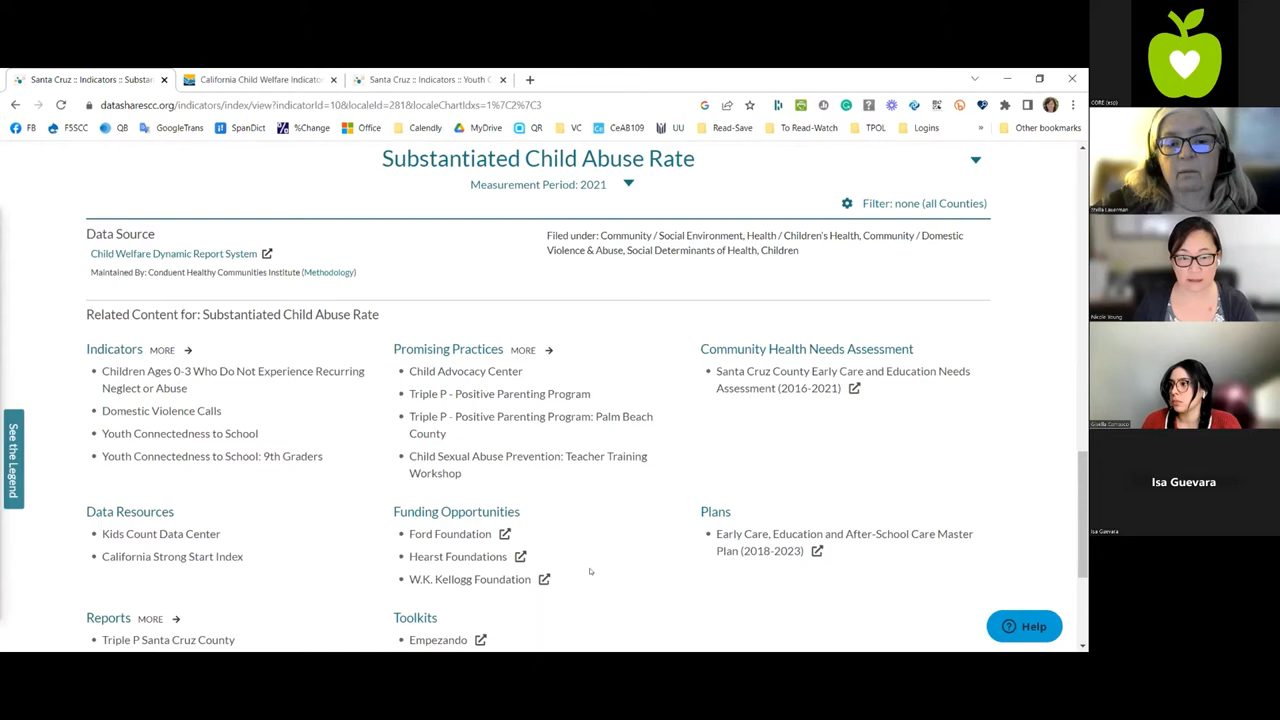 Santa Cruz :: Indicators :: Substan
California Child Welfare Indicator
Santa Cruz :: Indicators :: Youth C
datasharescc.org/indicators/index/view?indicatorId=10&localeId=281&localeChartIdxs=1%7C2%7C3
FB
F5SCC
QB
GoogleTrans
SpanDict
%Change
Office
Calendly
MyDrive
QR
VC
CeAB109
UU
Read-Save
To Read-Watch
TPOL
Logins
»
Other bookmarks
Substantiated Child Abuse Rate
Measurement Period: 2021
Filter: none (all Counties)
Data Source
Child Welfare Dynamic Report System
Maintained By: Conduent Healthy Communities Institute (Methodology)
Filed under: Community / Social Environment, Health / Children's Health, Community / Domestic
Violence & Abuse, Social Determinants of Health, Children
Related Content for: Substantiated Child Abuse Rate
Indicators MORE
Children Ages 0-3 Who Do Not Experience Recurring
Neglect or Abuse
Domestic Violence Calls
Youth Connectedness to School
Youth Connectedness to School: 9th Graders
Promising Practices MORE
Child Advocacy Center
Triple P - Positive Parenting Program
Triple P - Positive Parenting Program: Palm Beach
County
Child Sexual Abuse Prevention: Teacher Training
Workshop
Community Health Needs Assessment
Santa Cruz County Early Care and Education Needs
Assessment (2016-2021)
Data Resources
Kids Count Data Center
California Strong Start Index
Funding Opportunities
Ford Foundation
Hearst Foundations
W.K. Kellogg Foundation
Plans
Early Care, Education and After-School Care Master
Plan (2018-2023)
Reports MORE
Triple P Santa Cruz County
Toolkits
Empezando
See the Legend
Help
CORE (esp)
Nicole Young
Isa Guevara
Isa Guevara